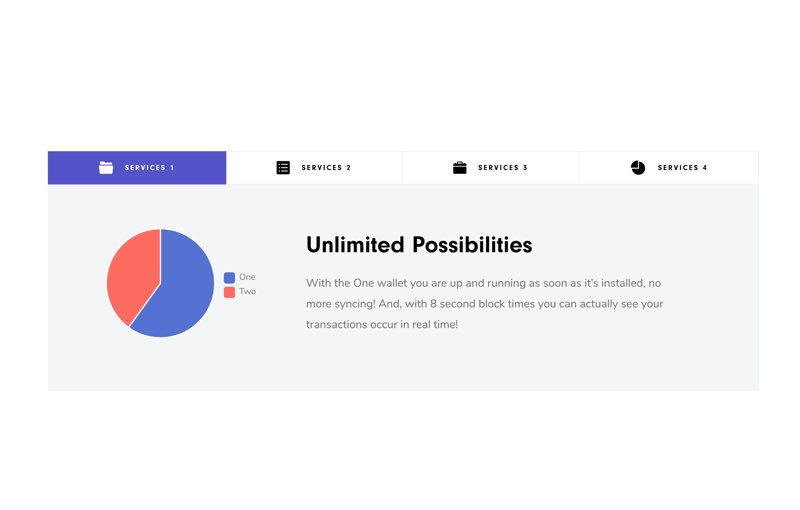 SERVICES 1
SERVICES 2
SERVICES 3
SERVICES 4
One
Two
Unlimited Possibilities
With the One wallet you are up and running as soon as it’s installed, no
more syncing! And, with 8 second block times you can actually see your
transactions occur in real time!